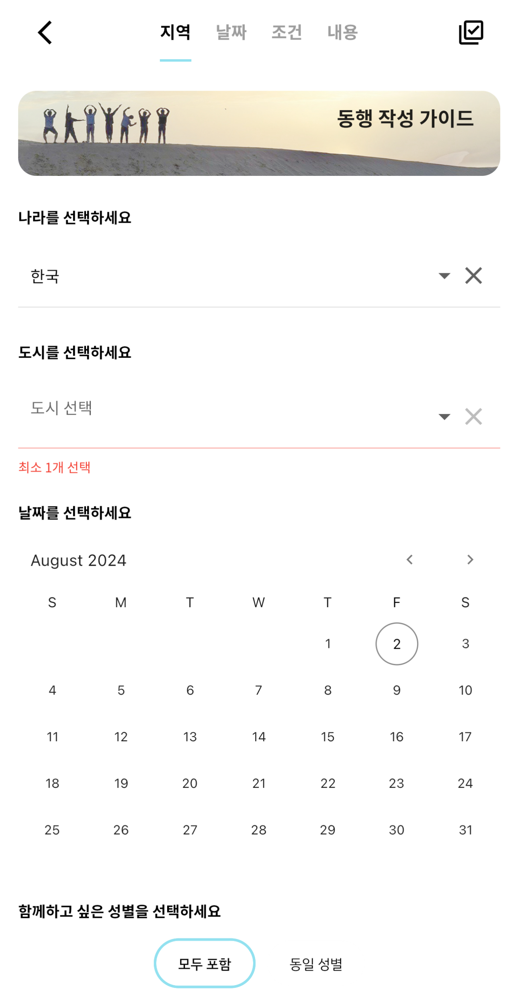 지역 날짜 조건 내용
동행 작성 가이드
나라를 선택하세요
한국
도시를 선택하세요
도시 선택
최소 1개 선택
날짜를 선택하세요
August 2024
S M T W T F S
1 2 3
4 5 6 7 8 9 10
11 12 13 14 15 16 17
18 19 20 21 22 23 24
25 26 27 28 29 30 31
함께하고 싶은 성별을 선택하세요
모두 포함 동일 성별